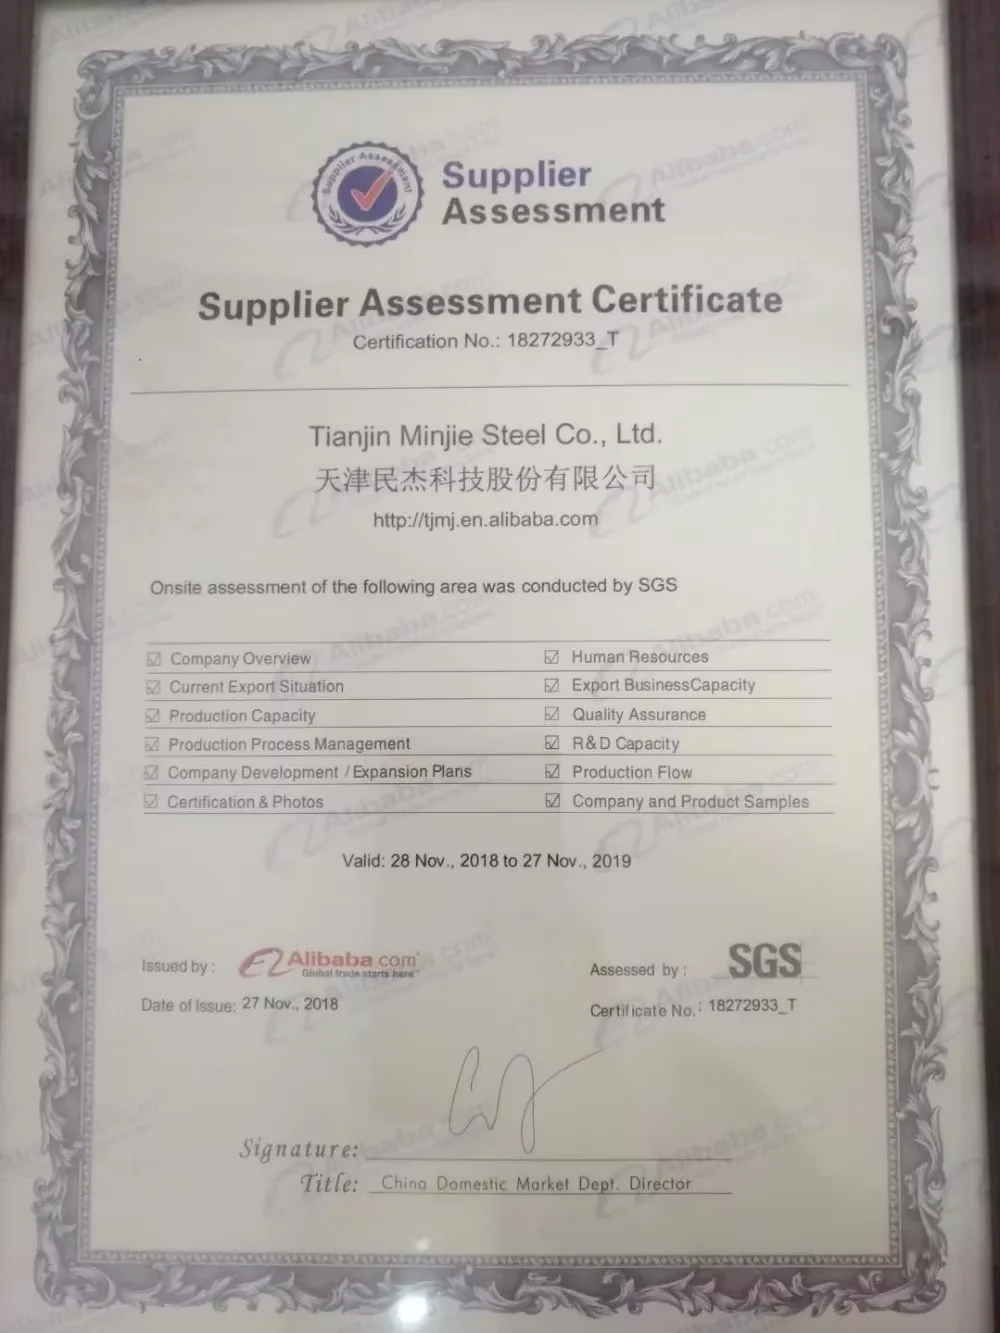 Supplier Assessment
Supplier
Assessment
Supplier Assessment Certificate
Certification No.: 18272933_T
Tianjin Minjie Steel Co., Ltd.
天津民杰科技股份有限公司
http://tjmj.en.alibaba.com
Onsite assessment of the following area was conducted by SGS
Company Overview
Human Resources
Current Export Situation
Export BusinessCapacity
Production Capacity
Quality Assurance
Production Process Management
R&D Capacity
Company Development / Expansion Plans
Production Flow
Certification & Photos
Company and Product Samples
Valid: 28 Nov., 2018 to 27 Nov., 2019
Issued by :
Alibaba.com
Global trade starts here™
Assessed by :
SGS
Date of Issue: 27 Nov., 2018
Certificate No.: 18272933_T
Signature:
Title: China Domestic Market Dept. Director